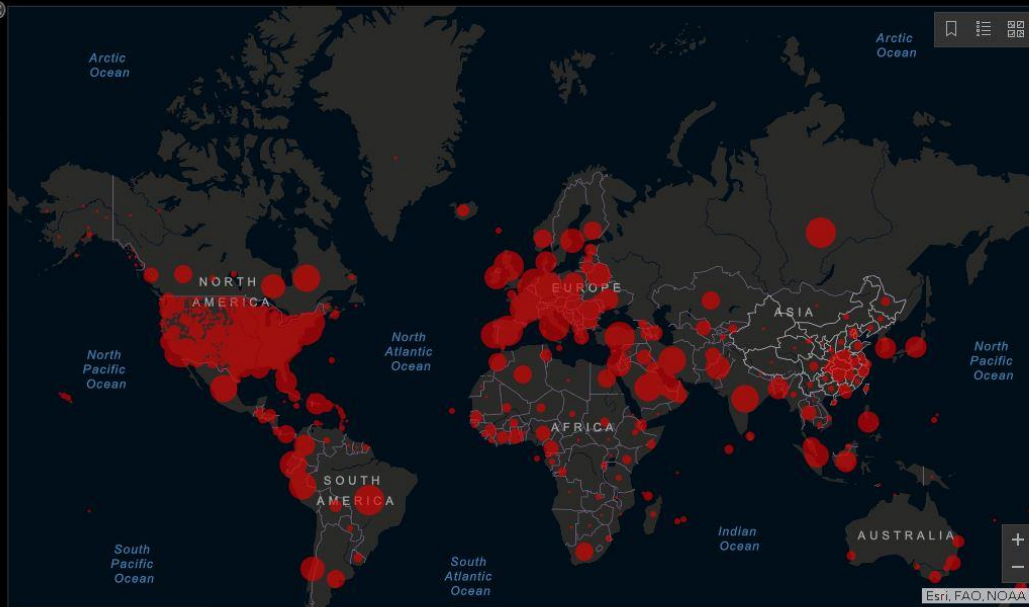 Arctic
Ocean
Arctic
Ocean
NORTH
AMERICA
EUROPE
ASIA
North
Pacific
Ocean
North
Atlantic
Ocean
North
Pacific
Ocean
AFRICA
SOUTH
AMERICA
Indian
Ocean
AUSTRALIA
South
Pacific
Ocean
South
Atlantic
Ocean
+
−
Esri, FAO, NOAA